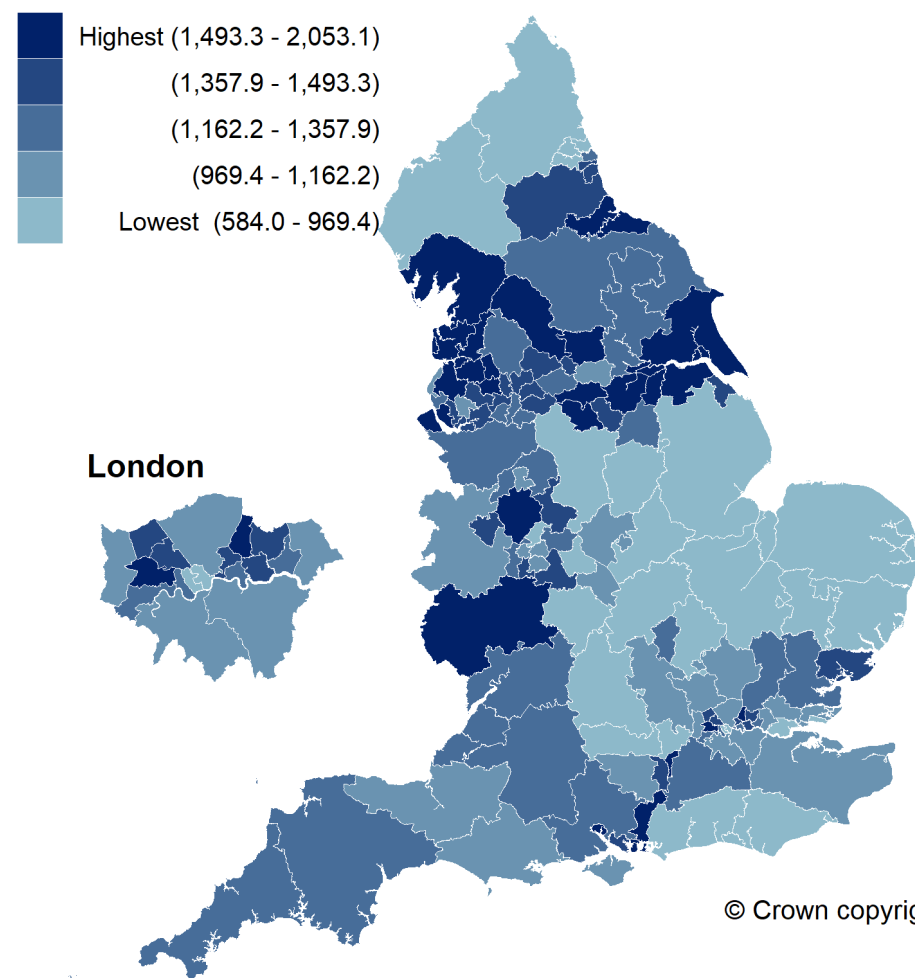 Highest (1,493.3 - 2,053.1)
(1,357.9 - 1,493.3)
(1,162.2 - 1,357.9)
(969.4 - 1,162.2)
Lowest (584.0 - 969.4)
London
© Crown copyrig